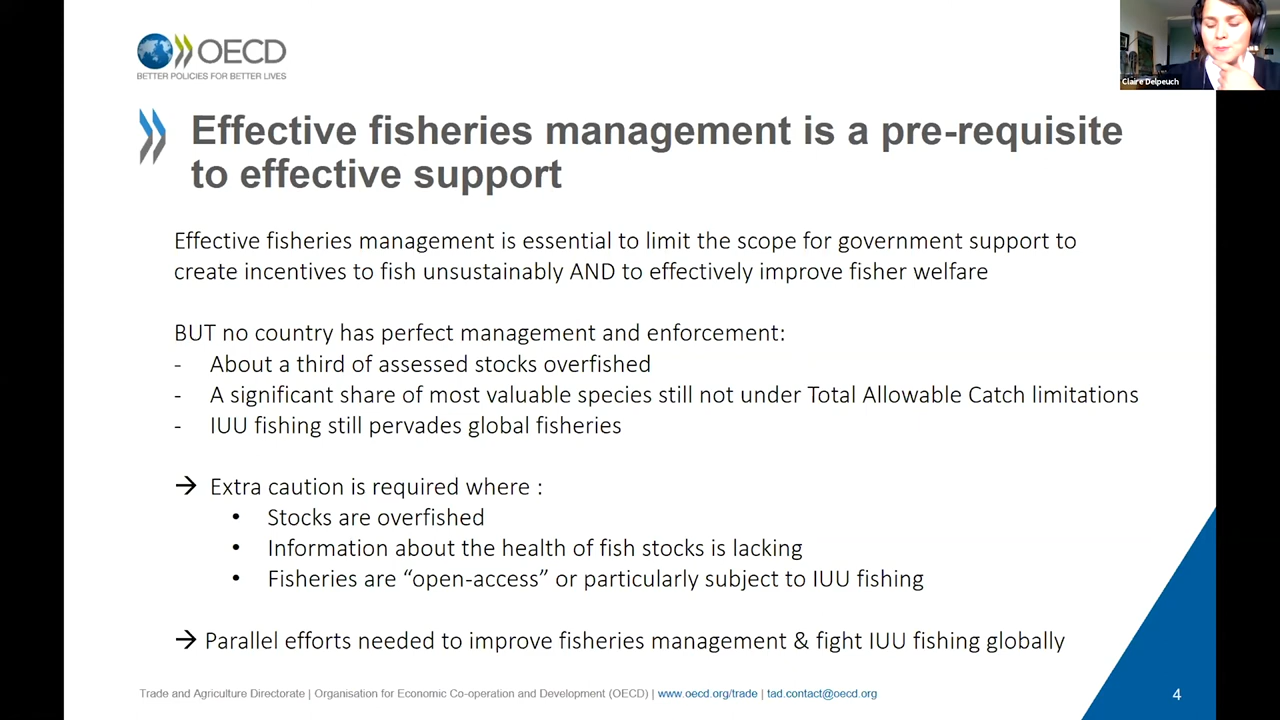 OECD
BETTER POLICIES FOR BETTER LIVES
Claire Delpeuch
Effective fisheries management is a pre-requisite
to effective support
Effective fisheries management is essential to limit the scope for government support to
create incentives to fish unsustainably AND to effectively improve fisher welfare
BUT no country has perfect management and enforcement:
- About a third of assessed stocks overfished
- A significant share of most valuable species still not under Total Allowable Catch limitations
- IUU fishing still pervades global fisheries
→ Extra caution is required where :
• Stocks are overfished
• Information about the health of fish stocks is lacking
• Fisheries are “open-access” or particularly subject to IUU fishing
→ Parallel efforts needed to improve fisheries management & fight IUU fishing globally
Trade and Agriculture Directorate | Organisation for Economic Co-operation and Development (OECD) | www.oecd.org/trade | tad.contact@oecd.org
4